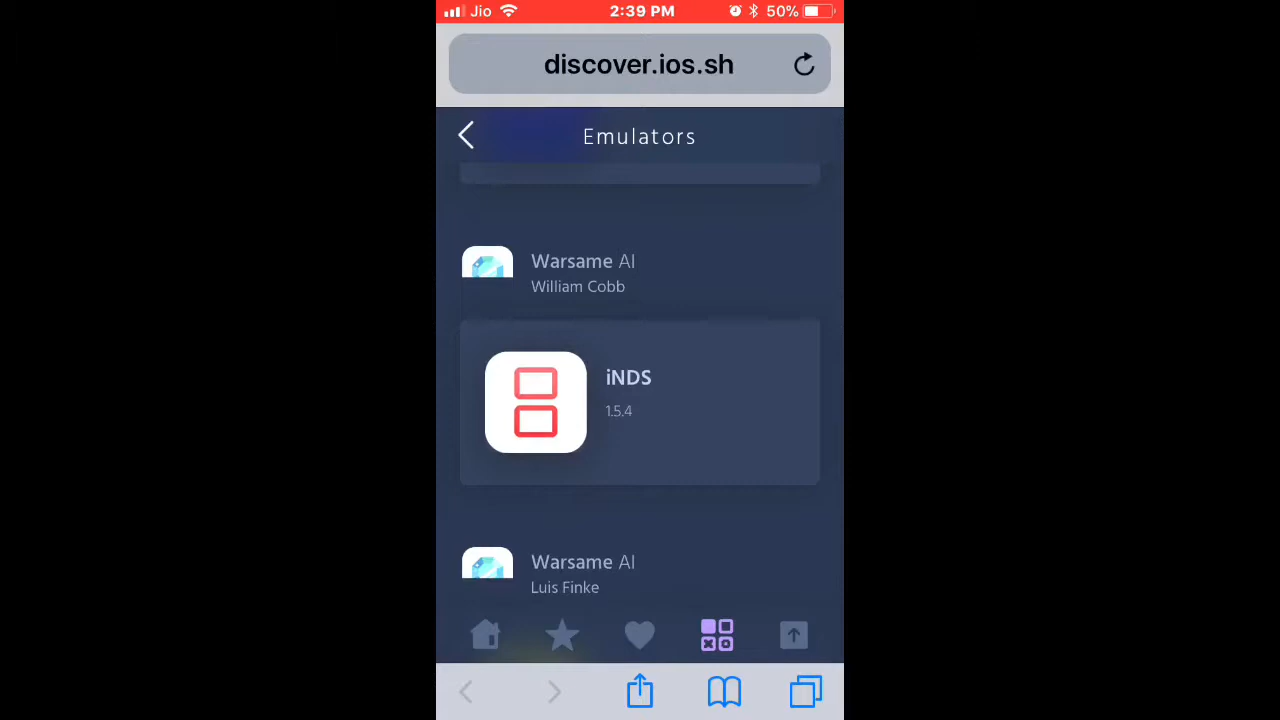 Jio 2:39 PM 50%
discover.ios.sh
Emulators
Warsame AI
William Cobb
iNDS
1.5.4
Warsame AI
Luis Finke